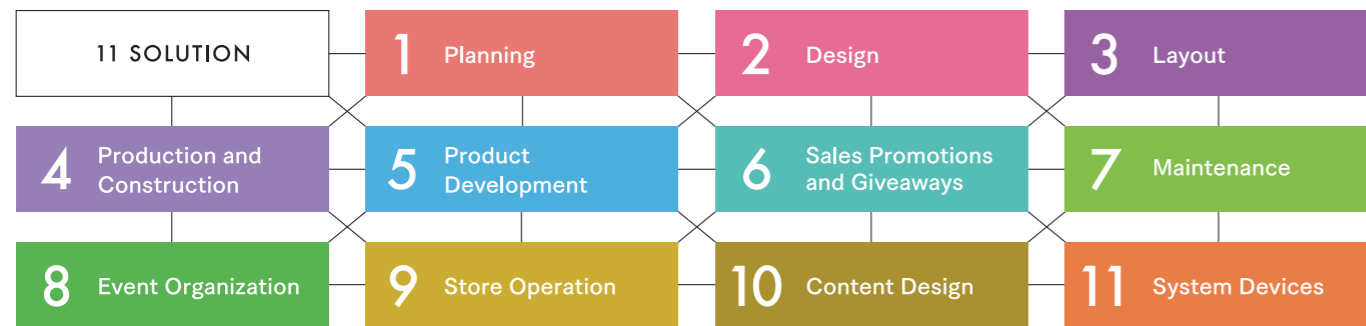 11 SOLUTION
1 Planning
2 Design
3 Layout
4 Production and
Construction
5 Product
Development
6 Sales Promotions
and Giveaways
7 Maintenance
8 Event Organization
9 Store Operation
10 Content Design
11 System Devices